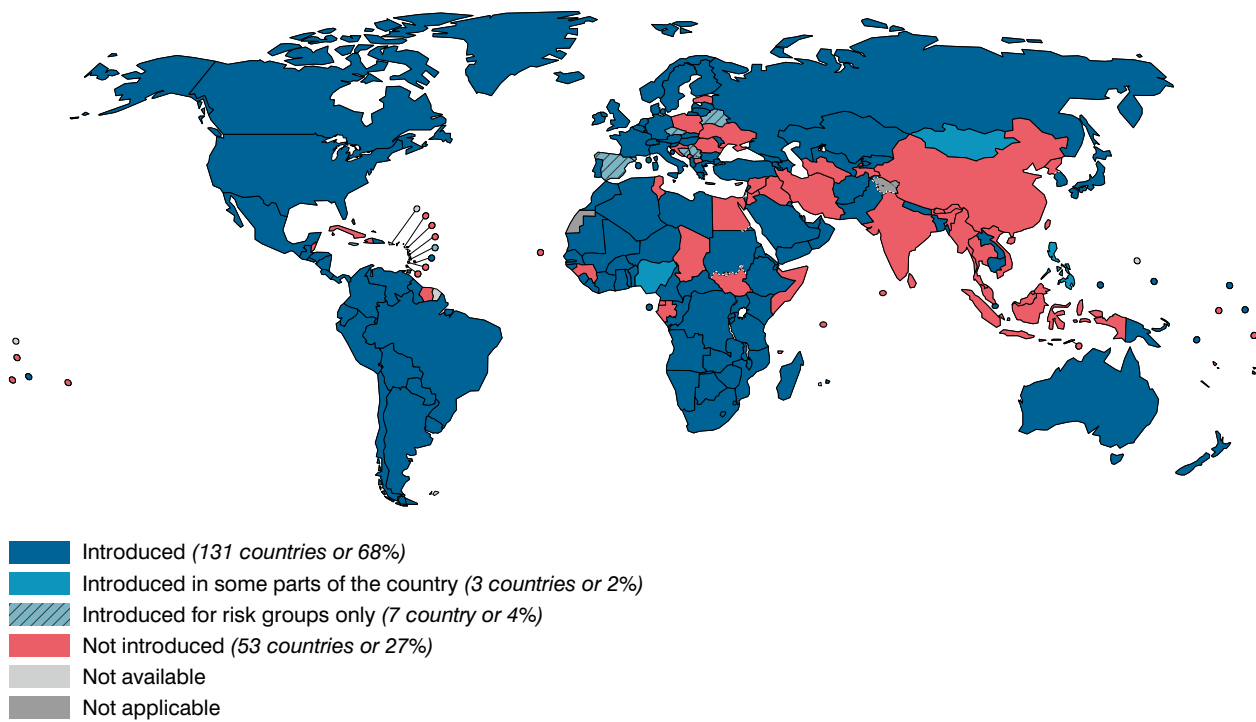 Introduced (131 countries or 68%)
Introduced in some parts of the country (3 countries or 2%)
Introduced for risk groups only (7 country or 4%)
Not introduced (53 countries or 27%)
Not available
Not applicable